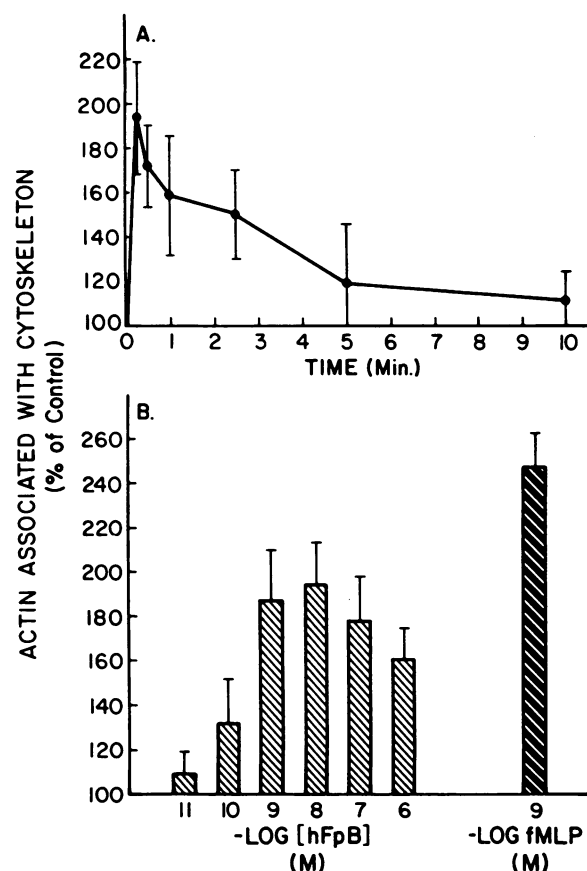 A.
220
200
180
160
140
120
100
0 1 2 3 4 5 6 7 8 9 10
TIME (Min.)
ACTIN ASSOCIATED WITH CYTOSKELETON
(% of Control)
B.
260
240
220
200
180
160
140
120
100
11 10 9 8 7 6 9
-LOG [hFpB] -LOG fMLP
(M) (M)